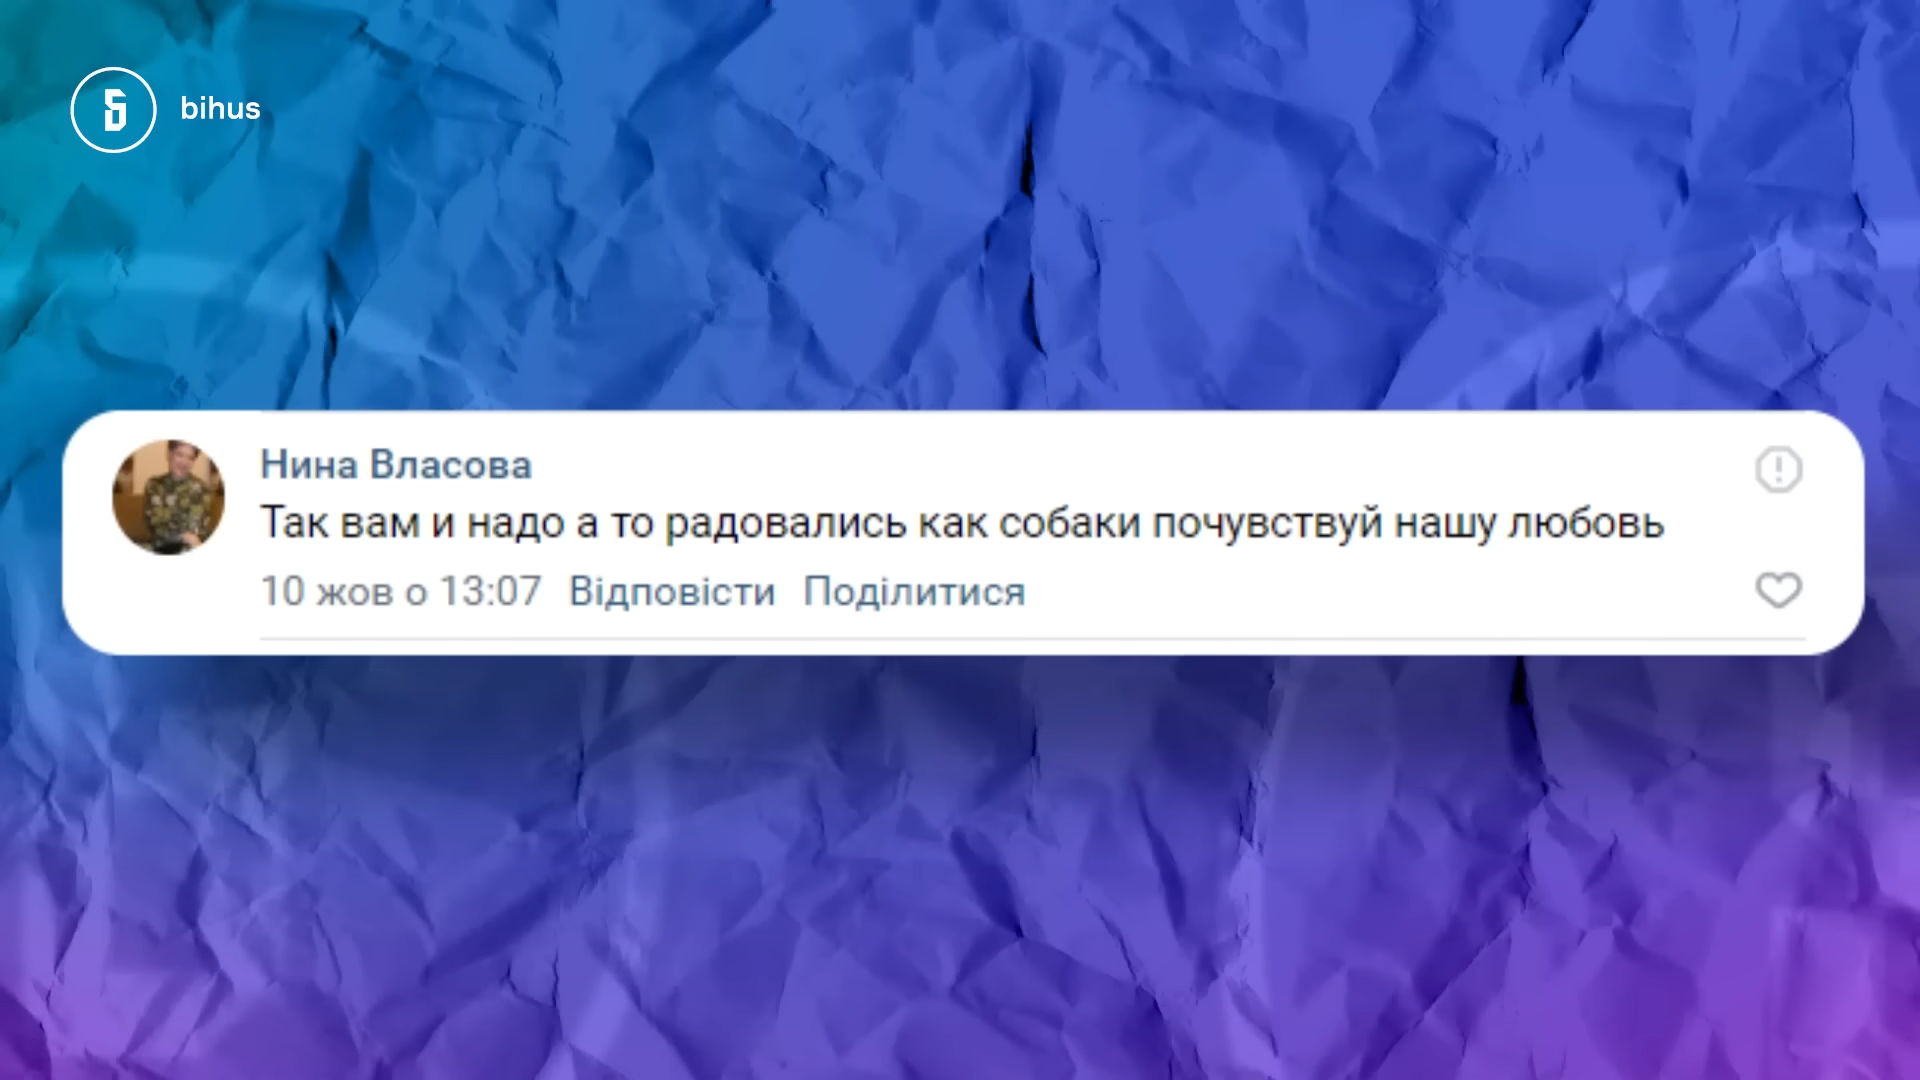 bihus
Нина Власова
Так вам и надо а то радовались как собаки почувствуй нашу любовь
10 жов о 13:07 Відповісти Поділитися